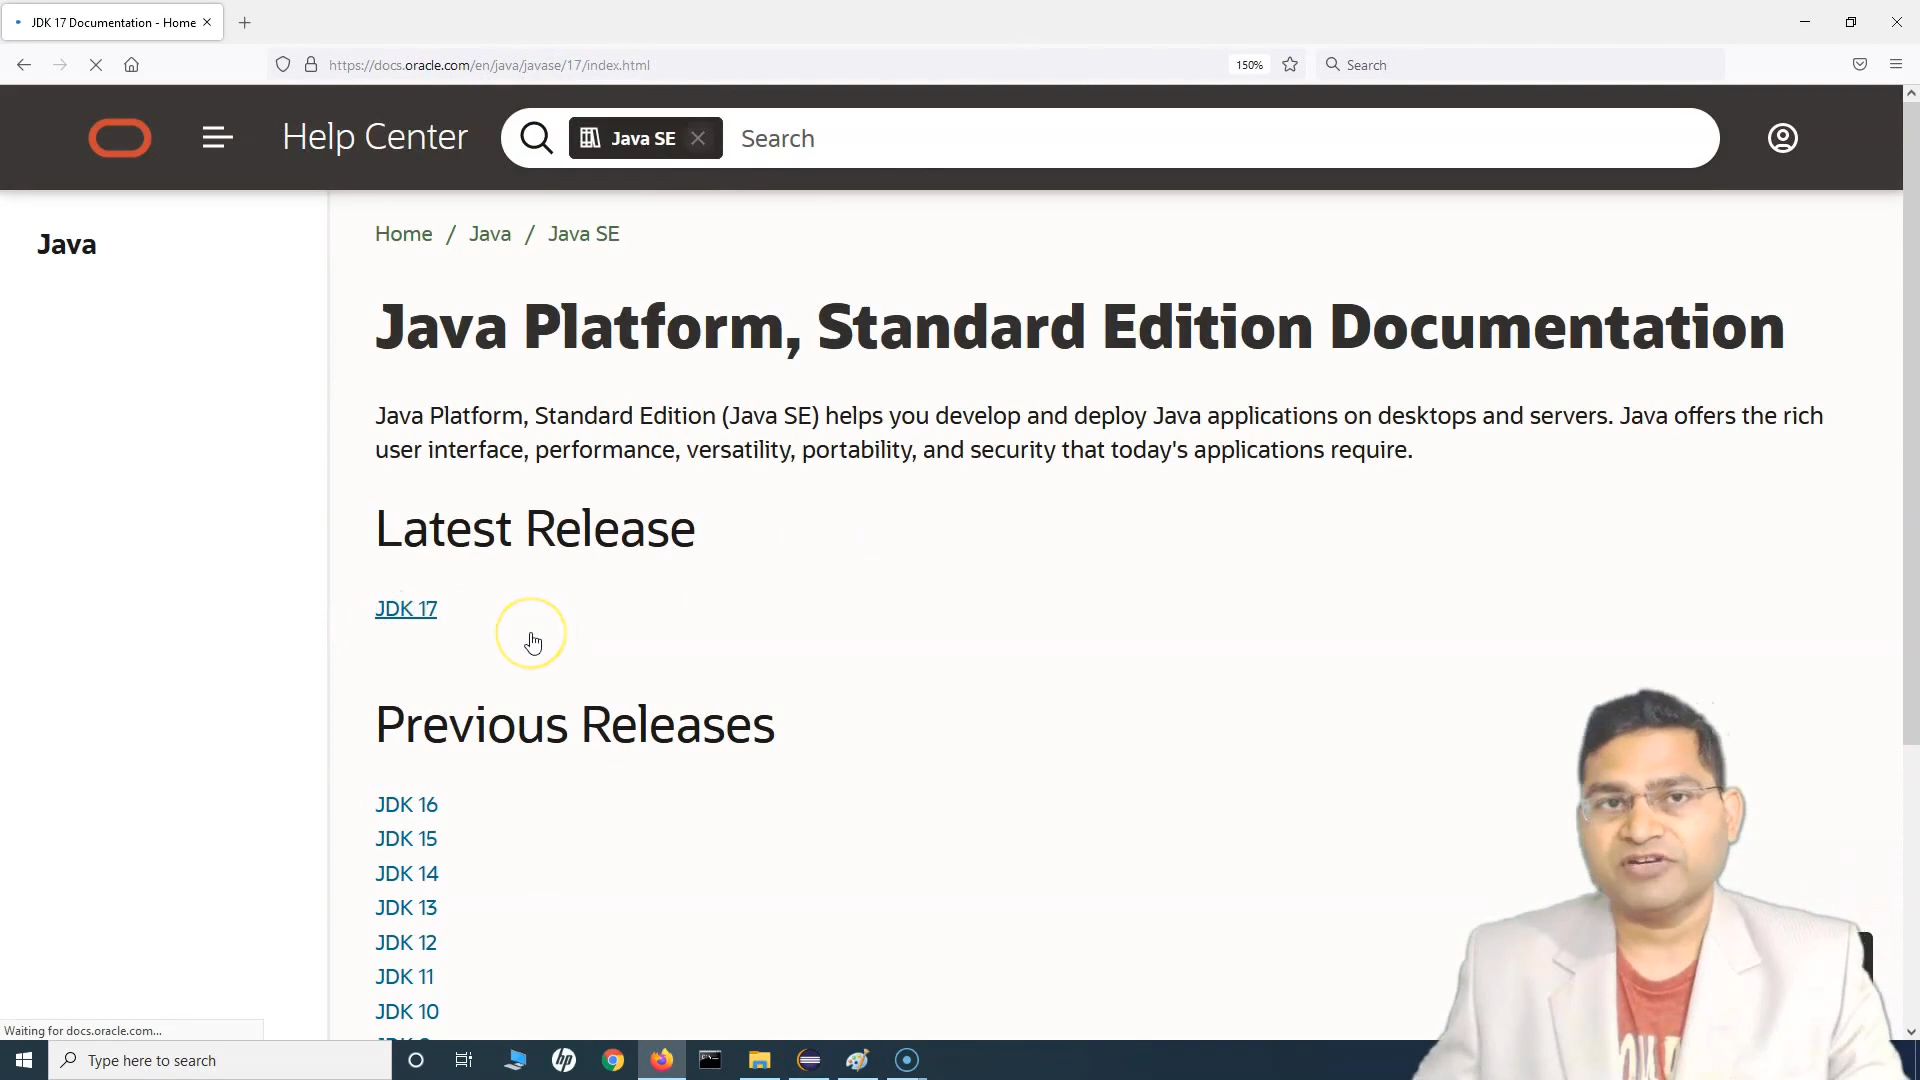 JDK 17 Documentation - Home
https://docs.oracle.com/en/java/javase/17/index.html
150%
Search
Help Center
Java SE
Search
Java
Home / Java / Java SE
Java Platform, Standard Edition Documentation
Java Platform, Standard Edition (Java SE) helps you develop and deploy Java applications on desktops and servers. Java offers the rich
user interface, performance, versatility, portability, and security that today's applications require.
Latest Release
JDK 17
Previous Releases
JDK 16
JDK 15
JDK 14
JDK 13
JDK 12
JDK 11
JDK 10
Waiting for docs.oracle.com...
Type here to search
hp